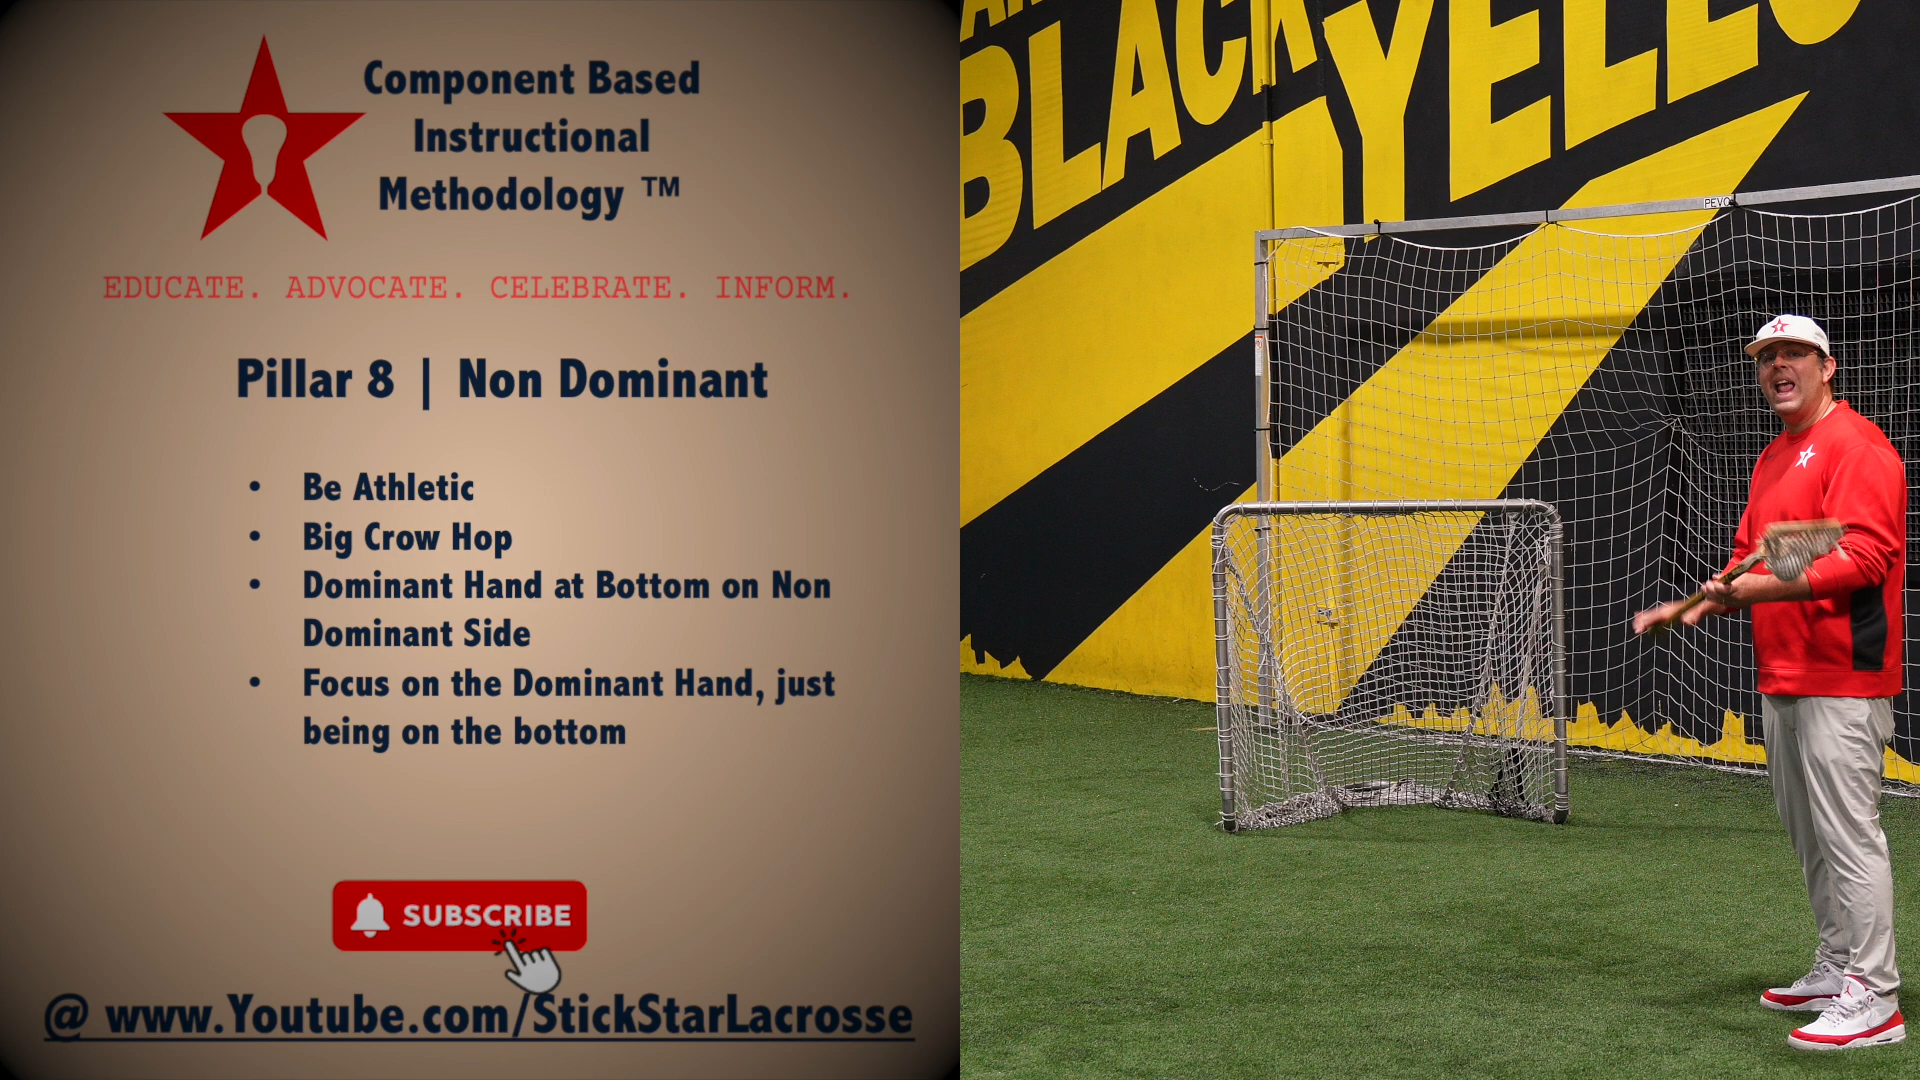 Component Based
Instructional
Methodology ™
EDUCATE. ADVOCATE. CELEBRATE. INFORM.
Pillar 8 | Non Dominant
• Be Athletic
• Big Crow Hop
• Dominant Hand at Bottom on Non
Dominant Side
• Focus on the Dominant Hand, just
being on the bottom
SUBSCRIBE
@ www.Youtube.com/StickStarLacrosse
BLACK
YELLO
PEVO